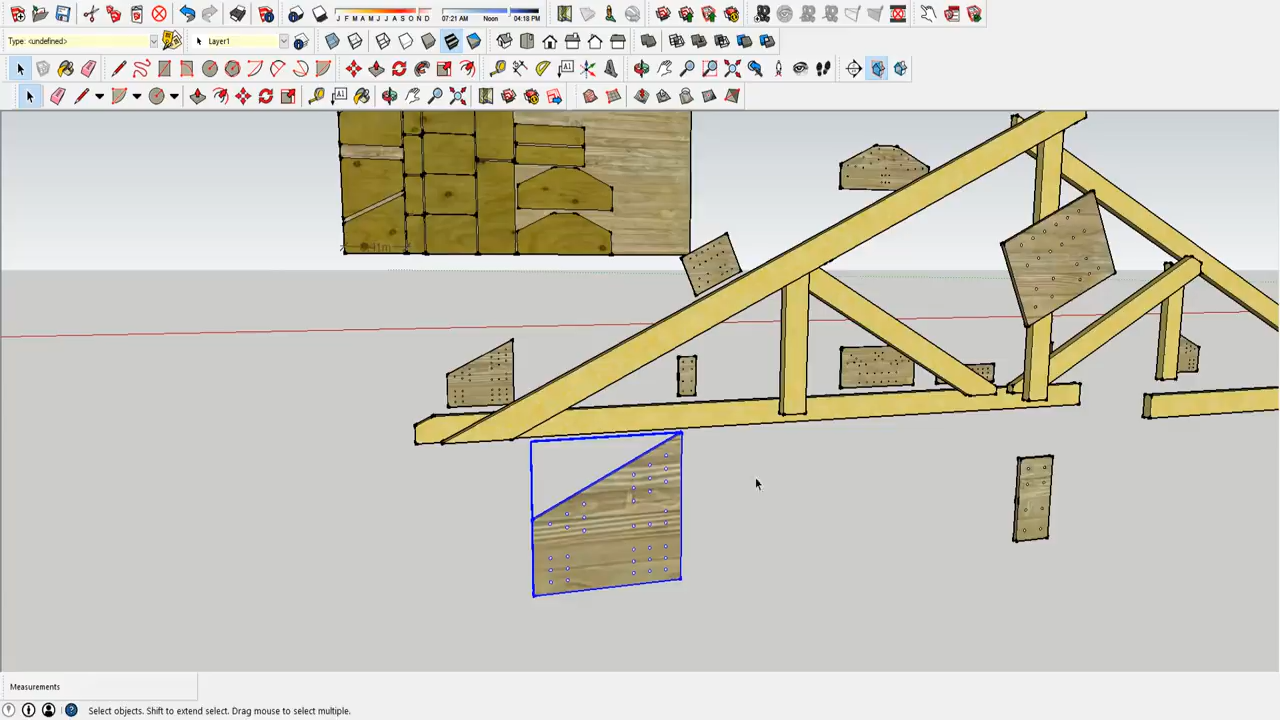 J F M A M J J A S O N D
07:21 AM Noon 04:18 PM
Type: <undefined>
Layer1
Measurements
Select objects. Shift to extend select. Drag mouse to select multiple.